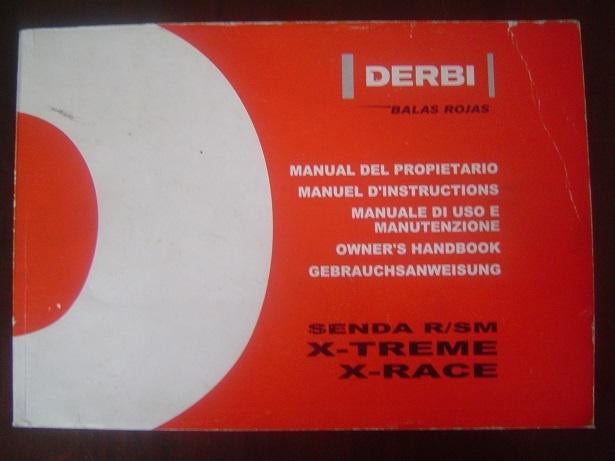 DERBI
BALAS ROJAS
MANUAL DEL PROPIETARIO
MANUEL D'INSTRUCTIONS
MANUALE DI USO E
MANUTENZIONE
OWNER'S HANDBOOK
GEBRAUCHSANWEISUNG
SENDA R/SM
X-TREME
X-RACE